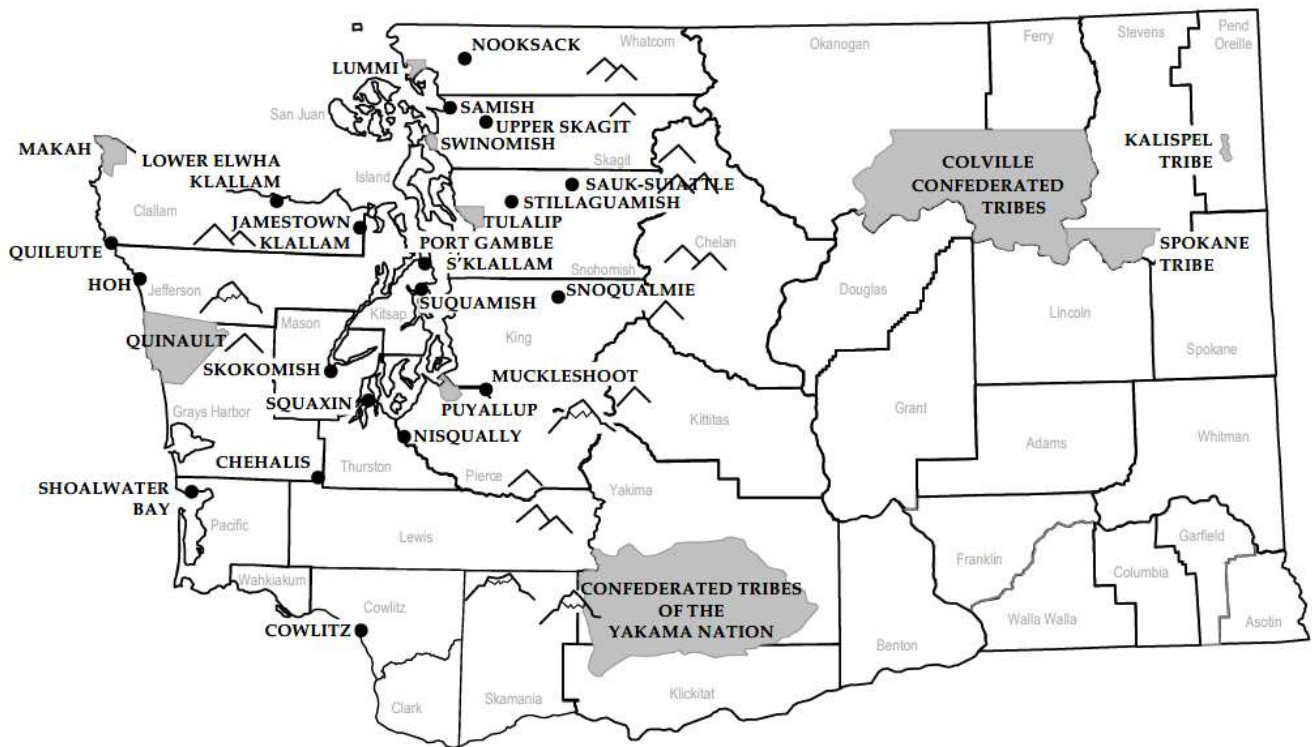 NOOKSACK
Whatcom
Okanogan
Ferry
Stevens
Pend
Oreille
LUMMI
San Juan
SAMISH
UPPER SKAGIT
SWINOMISH
Skagit
MAKAH
LOWER ELWHA
KLALLAM
Island
KALISPEL
TRIBE
COLVILLE
CONFEDERATED
TRIBES
SAUK-SUIATTLE
STILLAGUAMISH
Clallam
JAMESTOWN
KLALLAM
TULALIP
QUILEUTE
PORT GAMBLE
S'KLALLAM
Chelan
SPOKANE
TRIBE
Snohomish
HOH
Jefferson
SUQUAMISH
SNOQUALMIE
Douglas
Lincoln
Mason
Kitsap
King
QUINAULT
Spokane
SKOKOMISH
MUCKLESHOOT
SQUAXIN
PUYALLUP
Grays Harbor
Kittitas
Grant
NISQUALLY
Adams
Whitman
CHEHALIS
Thurston
Pierce
Yakima
SHOALWATER
BAY
Pacific
Lewis
Garfield
Franklin
Columbia
Wahkiakum
CONFEDERATED TRIBES
OF THE
YAKAMA NATION
Cowlitz
Walla Walla
Asotin
COWLITZ
Benton
Skamania
Klickitat
Clark